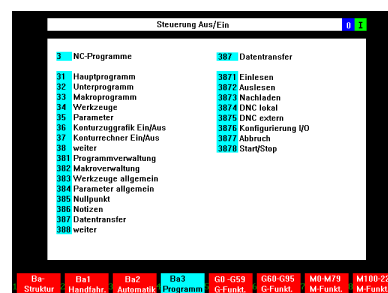 Steuerung Aus/Ein 0 I
3 NC-Programme
31 Hauptprogramm
32 Unterprogramm
33 Makroprogramm
34 Werkzeuge
35 Parameter
36 Konturzuggrafik Ein/Aus
37 Konturrechner Ein/Aus
38 weiter
381 Programmverwaltung
382 Makroverwaltung
383 Werkzeuge allgemein
384 Parameter allgemein
385 Nullpunkt
386 Notizen
387 Datentransfer
388 weiter
387 Datentransfer
3871 Einlesen
3872 Auslesen
3873 Nachladen
3874 DNC lokal
3875 DNC extern
3876 Konfigurierung I/O
3877 Abbruch
3878 Start/Stop
Ba- Ba1 Ba2 Ba3 G0-G59 G60-G95 M0-M79 M100-22
Struktur Handfahr. Automatik Programm G-Funkt. G-Funkt. M-Funkt. M-Funkt.